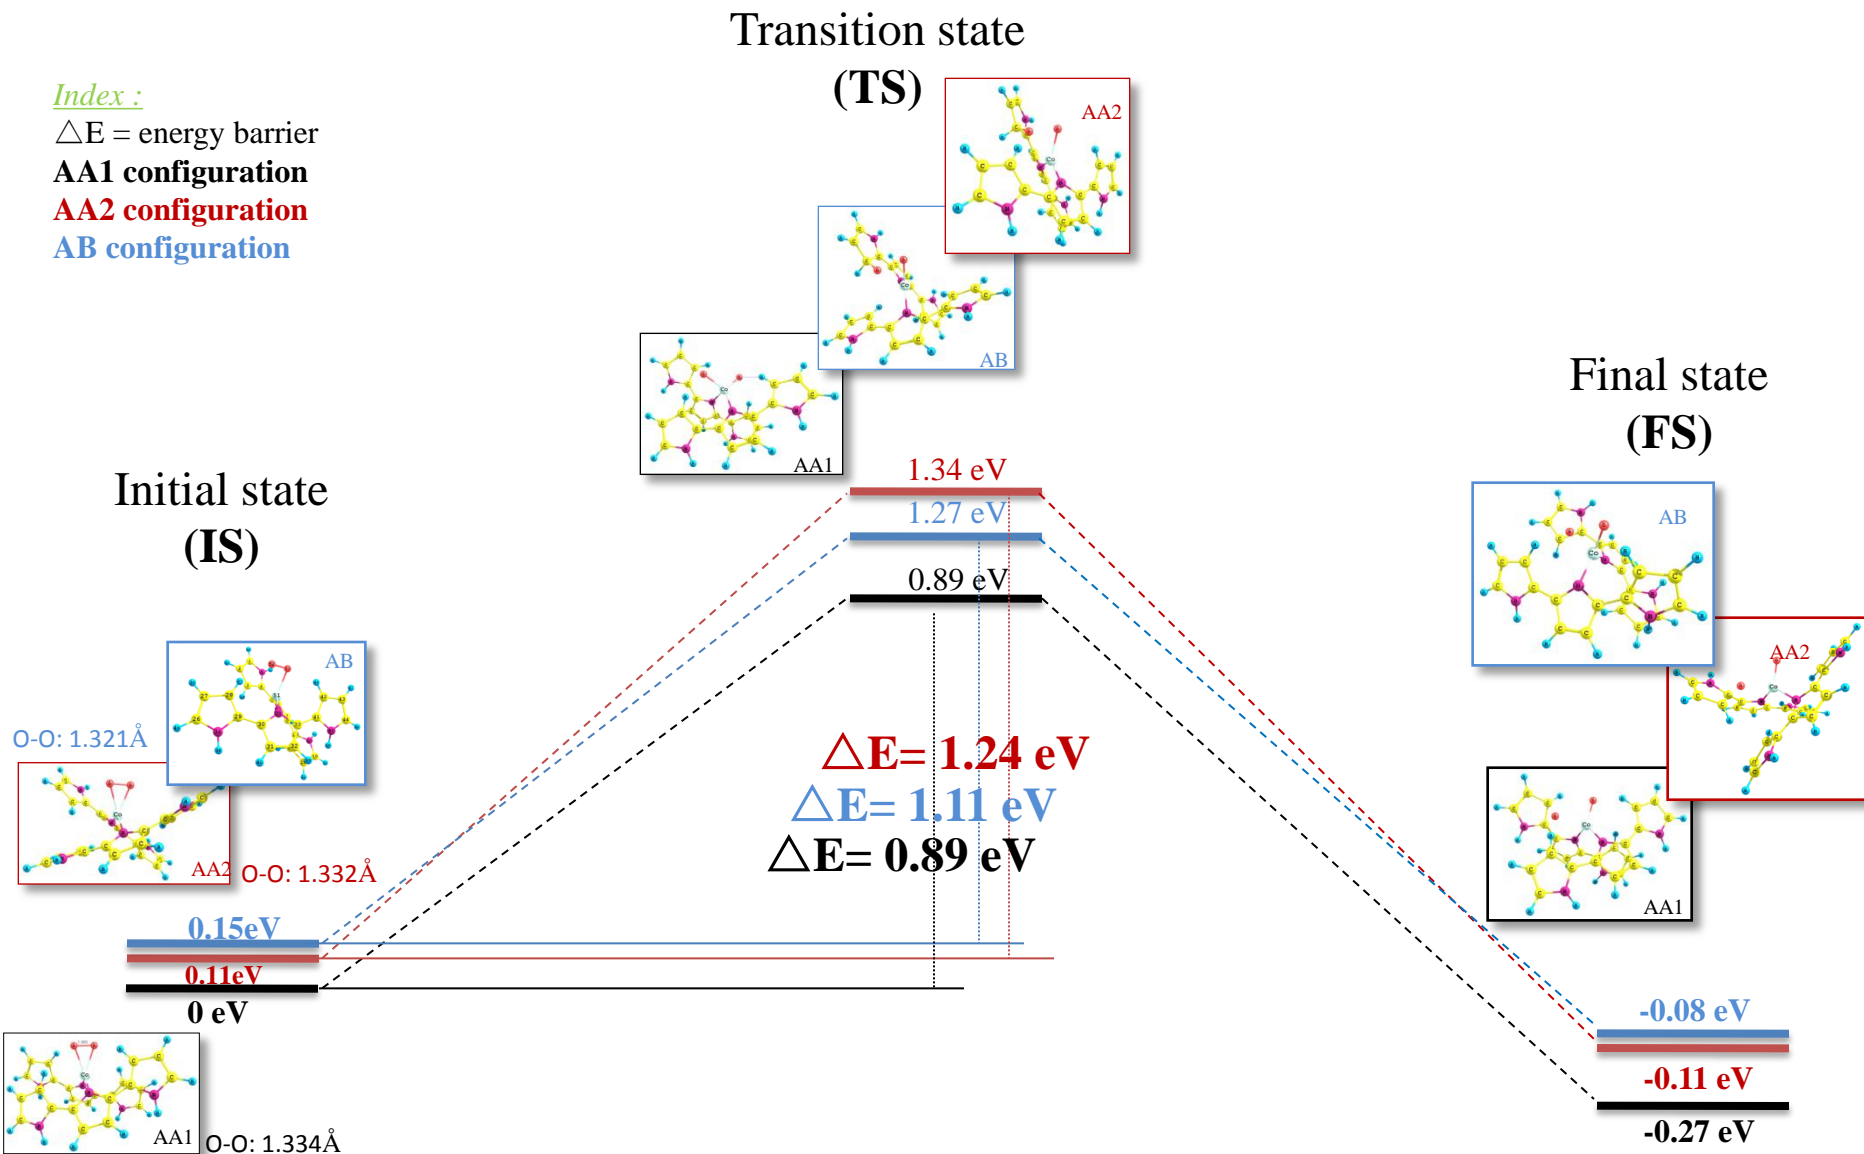 Transition state
(TS)
Index :
△E = energy barrier
AA1 configuration
AA2 configuration
AB configuration
AA2
AB
AA1
Final state
(FS)
Initial state
(IS)
1.34 eV
1.27 eV
0.89 eV
AB
AA2
AA1
AB
O-O: 1.321Å
AA2
O-O: 1.332Å
△E= 1.24 eV
△E= 1.11 eV
△E= 0.89 eV
0.15eV
0.11eV
0 eV
-0.08 eV
-0.11 eV
-0.27 eV
AA1
O-O: 1.334Å